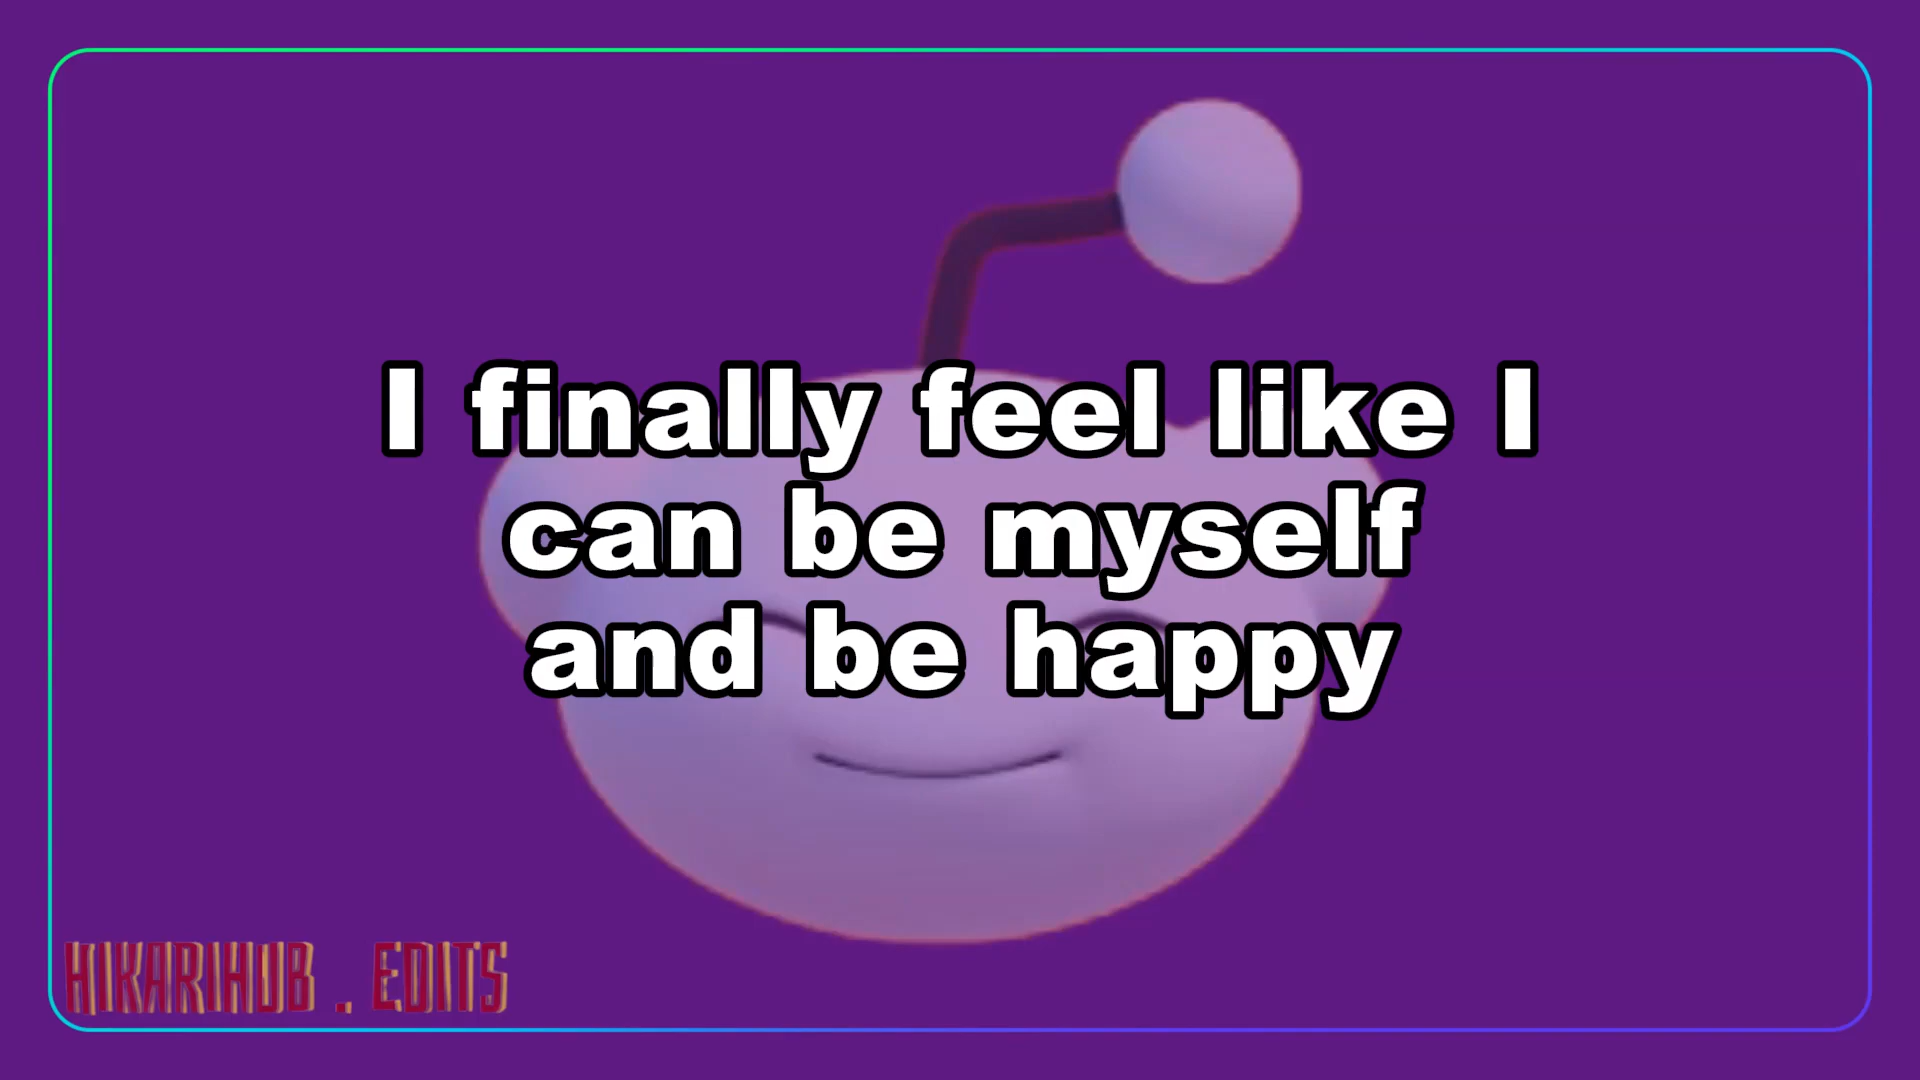 I finally feel like I
can be myself
and be happy
HIKARIHUB . EDITS